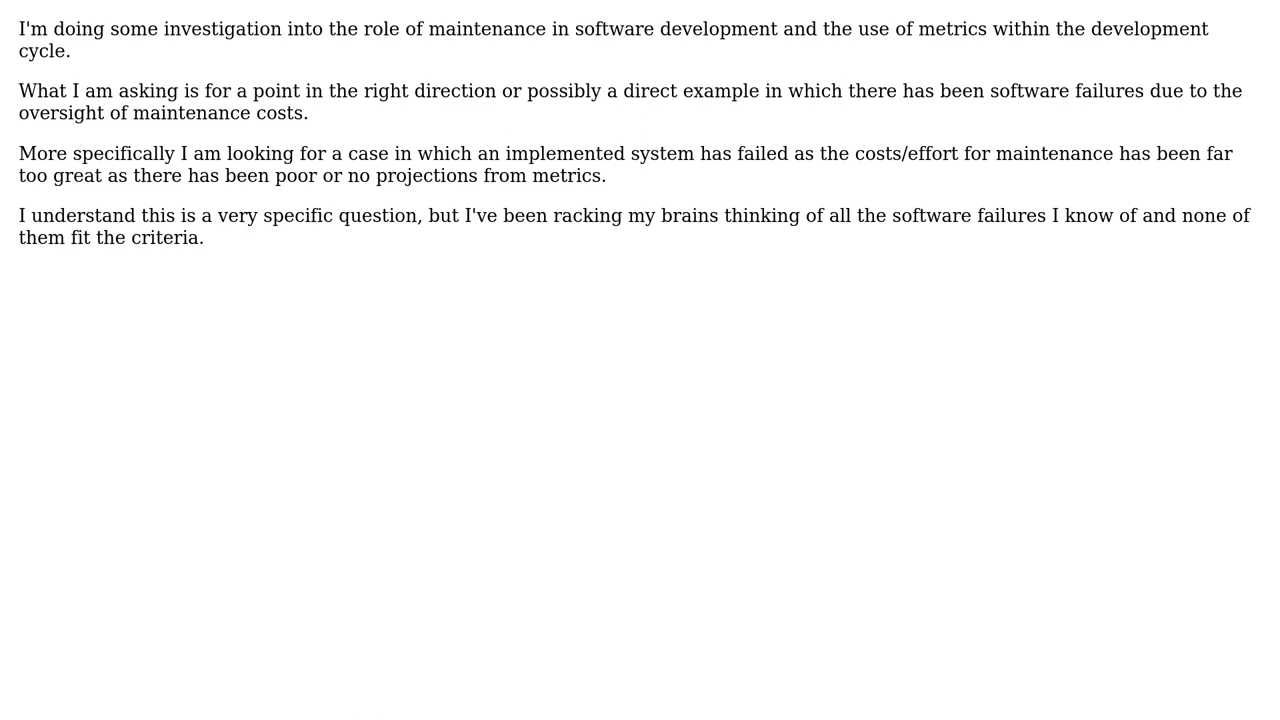 I'm doing some investigation into the role of maintenance in software development and the use of metrics within the development
cycle.
What I am asking is for a point in the right direction or possibly a direct example in which there has been software failures due to the
oversight of maintenance costs.
More specifically I am looking for a case in which an implemented system has failed as the costs/effort for maintenance has been far
too great as there has been poor or no projections from metrics.
I understand this is a very specific question, but I've been racking my brains thinking of all the software failures I know of and none of
them fit the criteria.